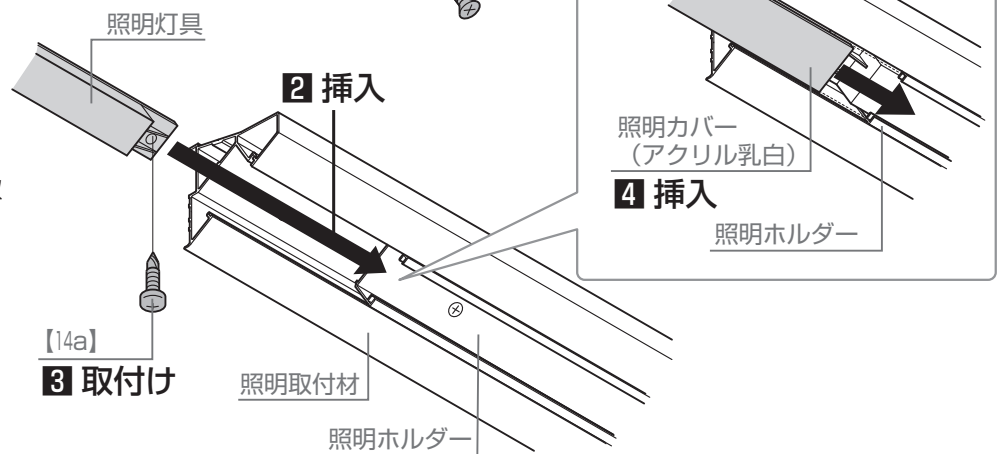 照明灯具
2 挿入
照明カバー
（アクリル乳白）
4 挿入
照明ホルダー
【14a】
3 取付け
照明取付材
照明ホルダー